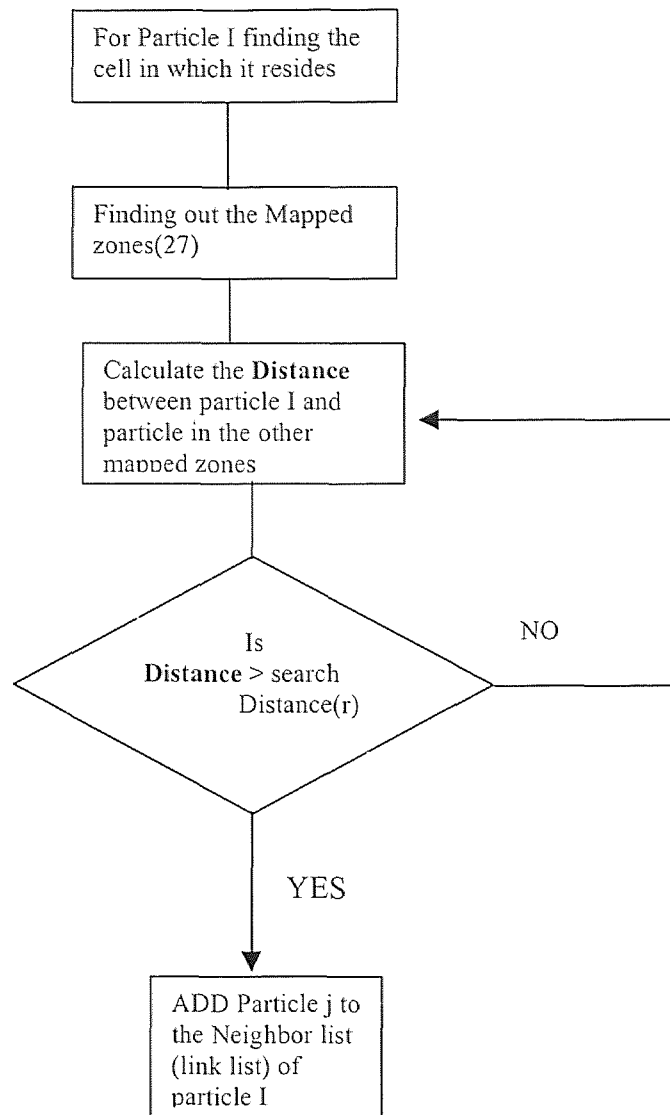 For Particle I finding the
cell in which it resides
Finding out the Mapped
zones(27)
Calculate the Distance
between particle I and
particle in the other
mapped zones
Is
Distance > search
Distance(r)
NO
YES
ADD Particle j to
the Neighbor list
(link list) of
particle I